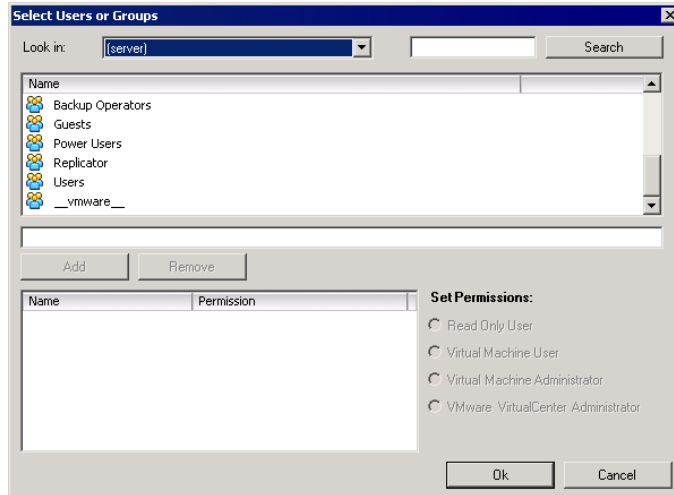 Select Users or Groups
Look in: (server) Search
Name
Backup Operators
Guests
Power Users
Replicator
Users
__vmware__
Add Remove
Name Permission
Set Permissions:
Read Only User
Virtual Machine User
Virtual Machine Administrator
VMware VirtualCenter Administrator
Ok Cancel